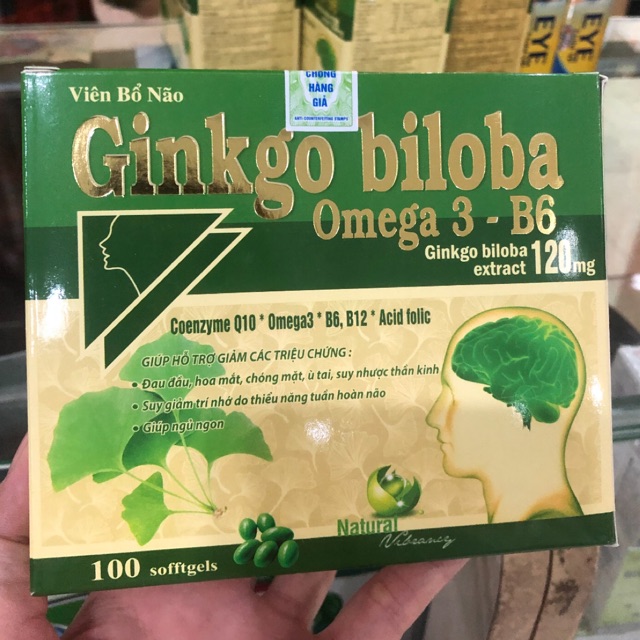 EYE
EYE
CHỐNG
HÀNG
GIẢ
ANTI-COUNTERFEITING STAMPS
Viên Bổ Não
Ginkgo biloba
Omega 3 - B6
Ginkgo biloba
extract 120mg
Coenzyme Q10 * Omega3 * B6, B12 * Acid folic
GIÚP HỖ TRỢ GIẢM CÁC TRIỆU CHỨNG :
• Đau đầu, hoa mắt, chóng mặt, ù tai, suy nhược thần kinh
• Suy giảm trí nhớ do thiểu năng tuần hoàn não
• Giúp ngủ ngon
Natural
Vibrancy
100 sofftgels